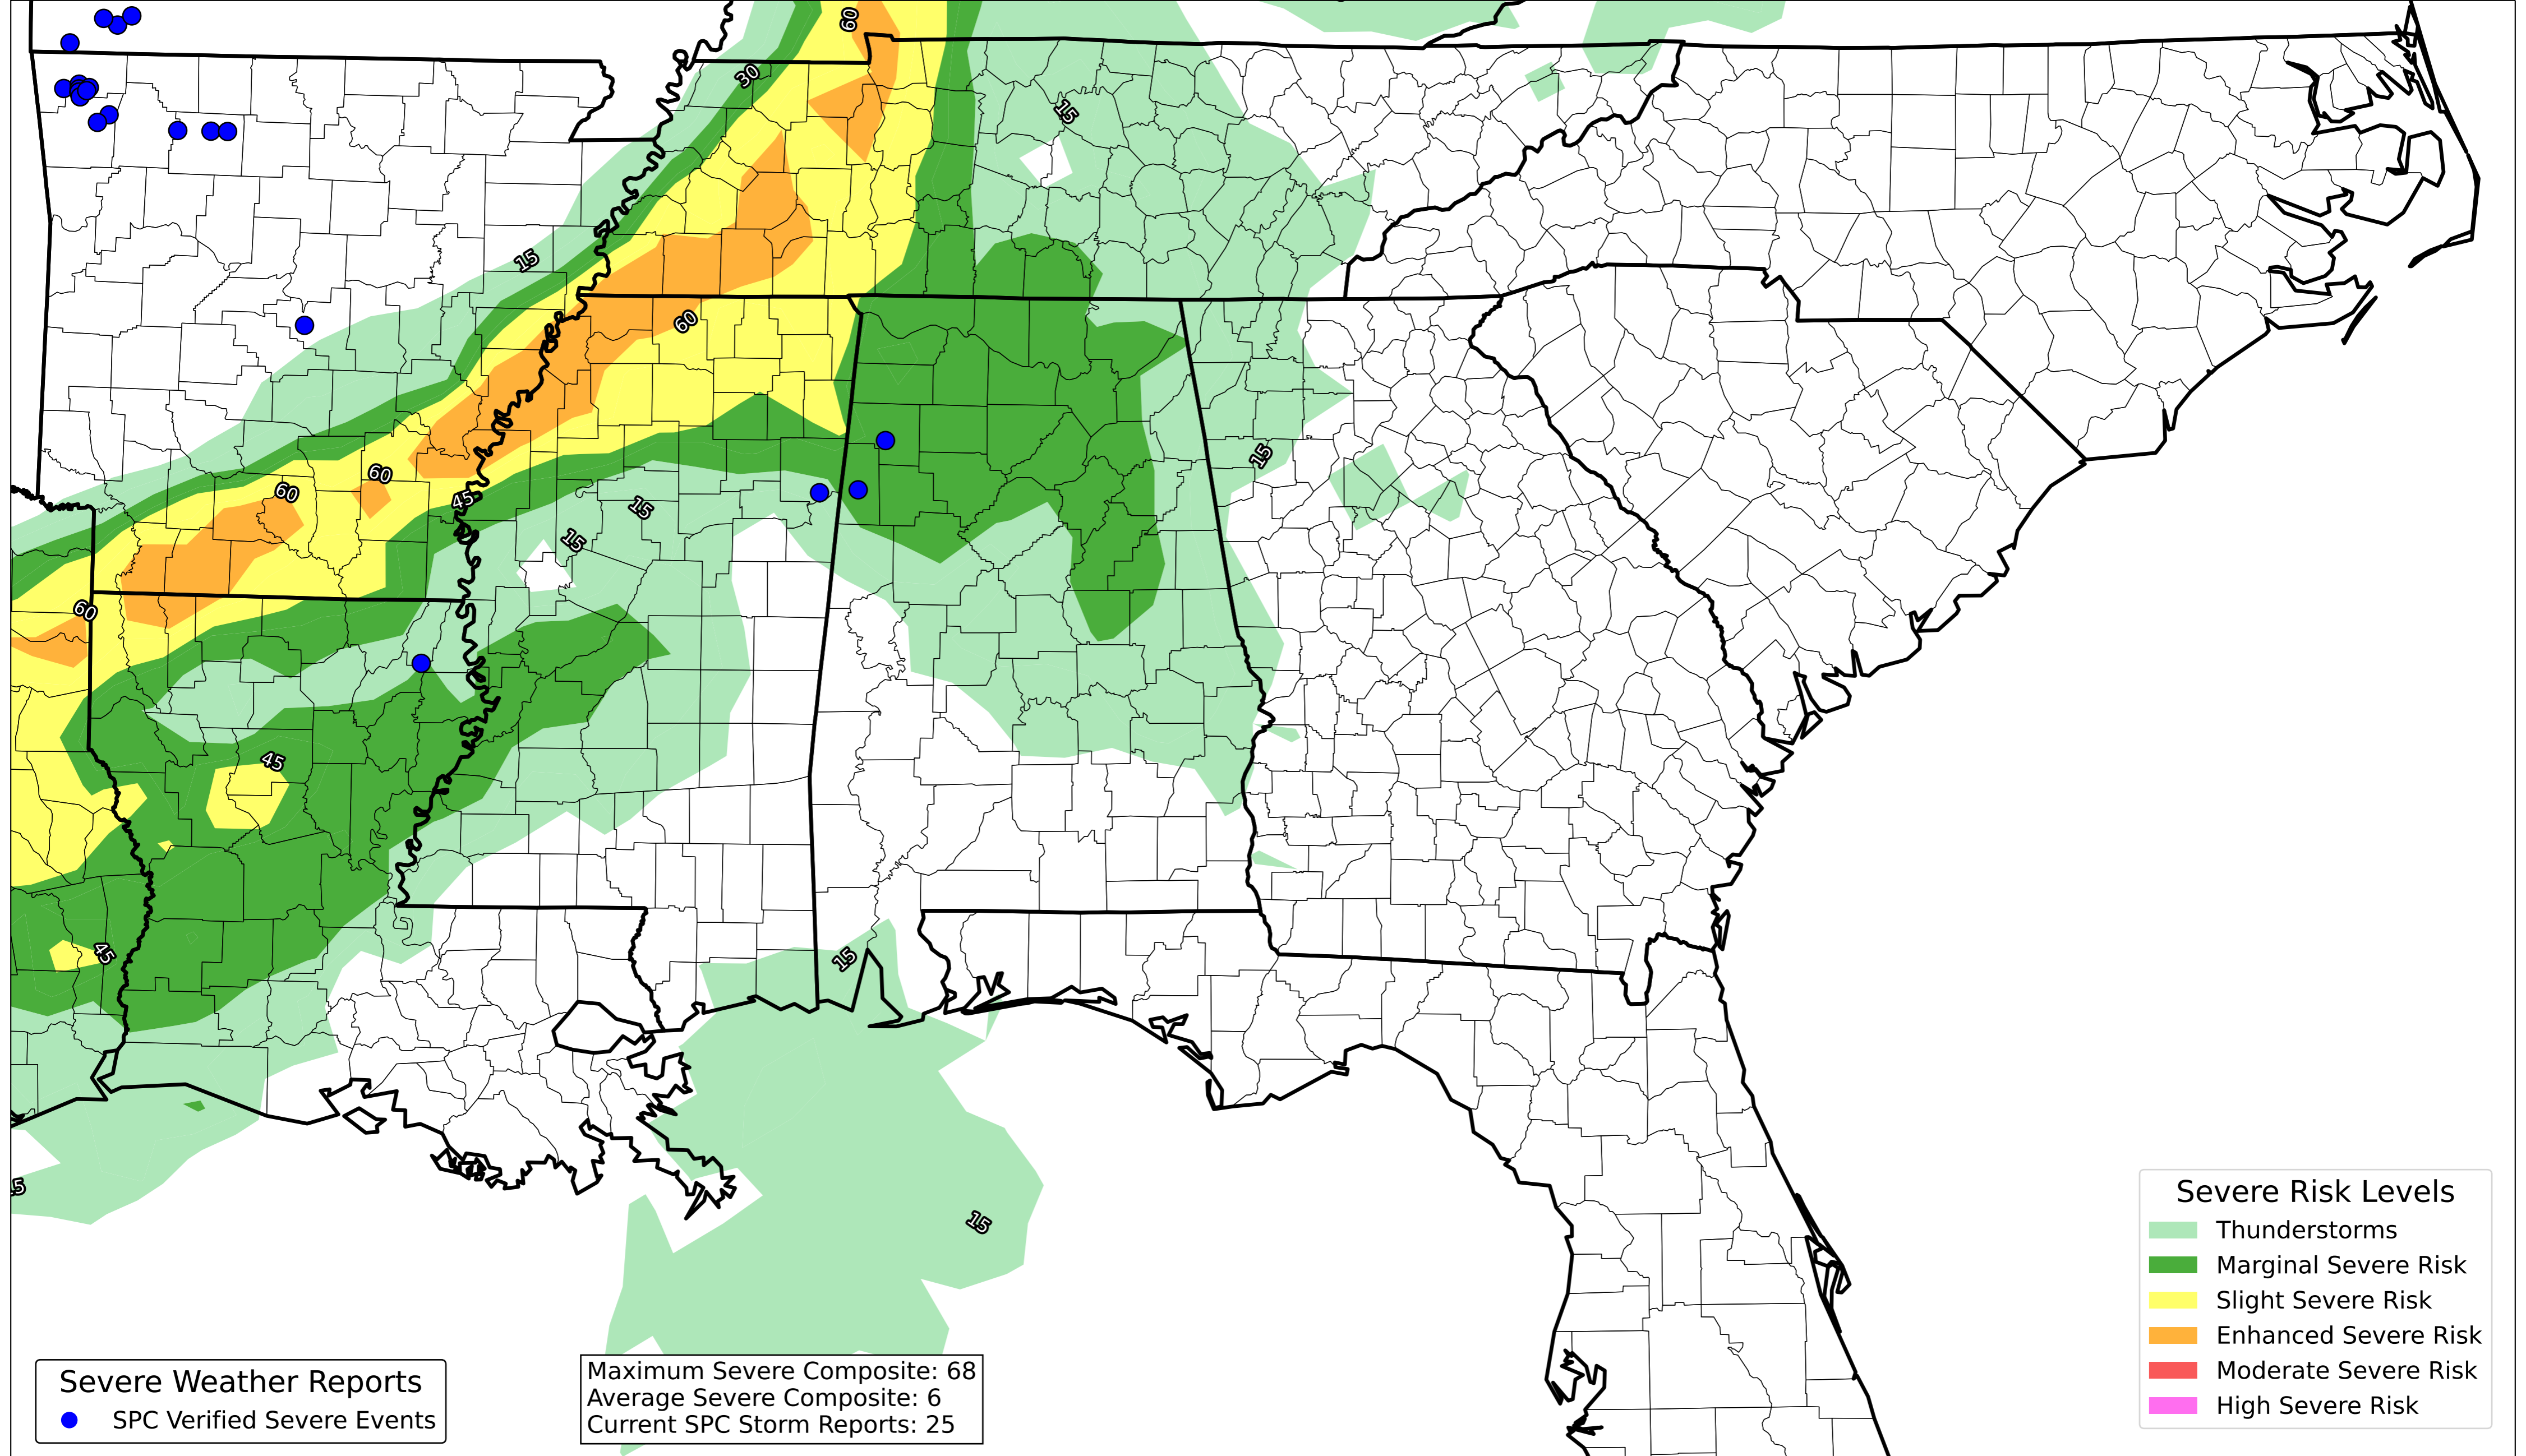 60
30
15
15
60
15
60
60
45
15
15
60
45
45
15
15
15
Severe Risk Levels
Thunderstorms
Marginal Severe Risk
Slight Severe Risk
Enhanced Severe Risk
Moderate Severe Risk
High Severe Risk
Severe Weather Reports
SPC Verified Severe Events
Maximum Severe Composite: 68
Average Severe Composite: 6
Current SPC Storm Reports: 25